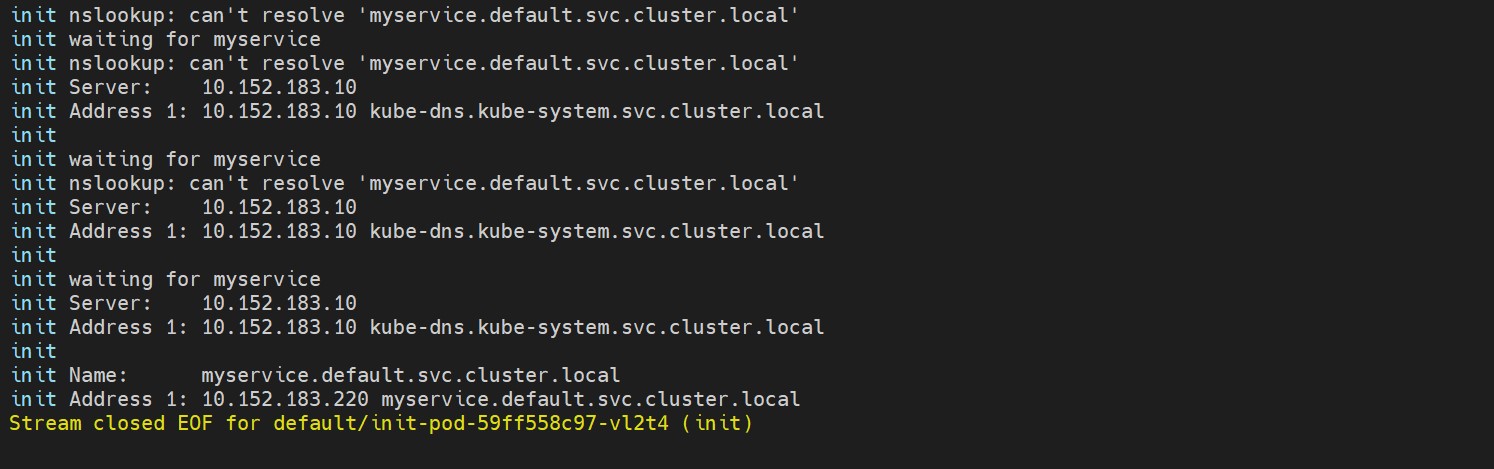 init nslookup: can't resolve 'myservice.default.svc.cluster.local'
init waiting for myservice
init nslookup: can't resolve 'myservice.default.svc.cluster.local'
init Server:    10.152.183.10
init Address 1: 10.152.183.10 kube-dns.kube-system.svc.cluster.local
init
init waiting for myservice
init nslookup: can't resolve 'myservice.default.svc.cluster.local'
init Server:    10.152.183.10
init Address 1: 10.152.183.10 kube-dns.kube-system.svc.cluster.local
init
init waiting for myservice
init Server:    10.152.183.10
init Address 1: 10.152.183.10 kube-dns.kube-system.svc.cluster.local
init
init Name:      myservice.default.svc.cluster.local
init Address 1: 10.152.183.220 myservice.default.svc.cluster.local
Stream closed EOF for default/init-pod-59ff558c97-vl2t4 (init)